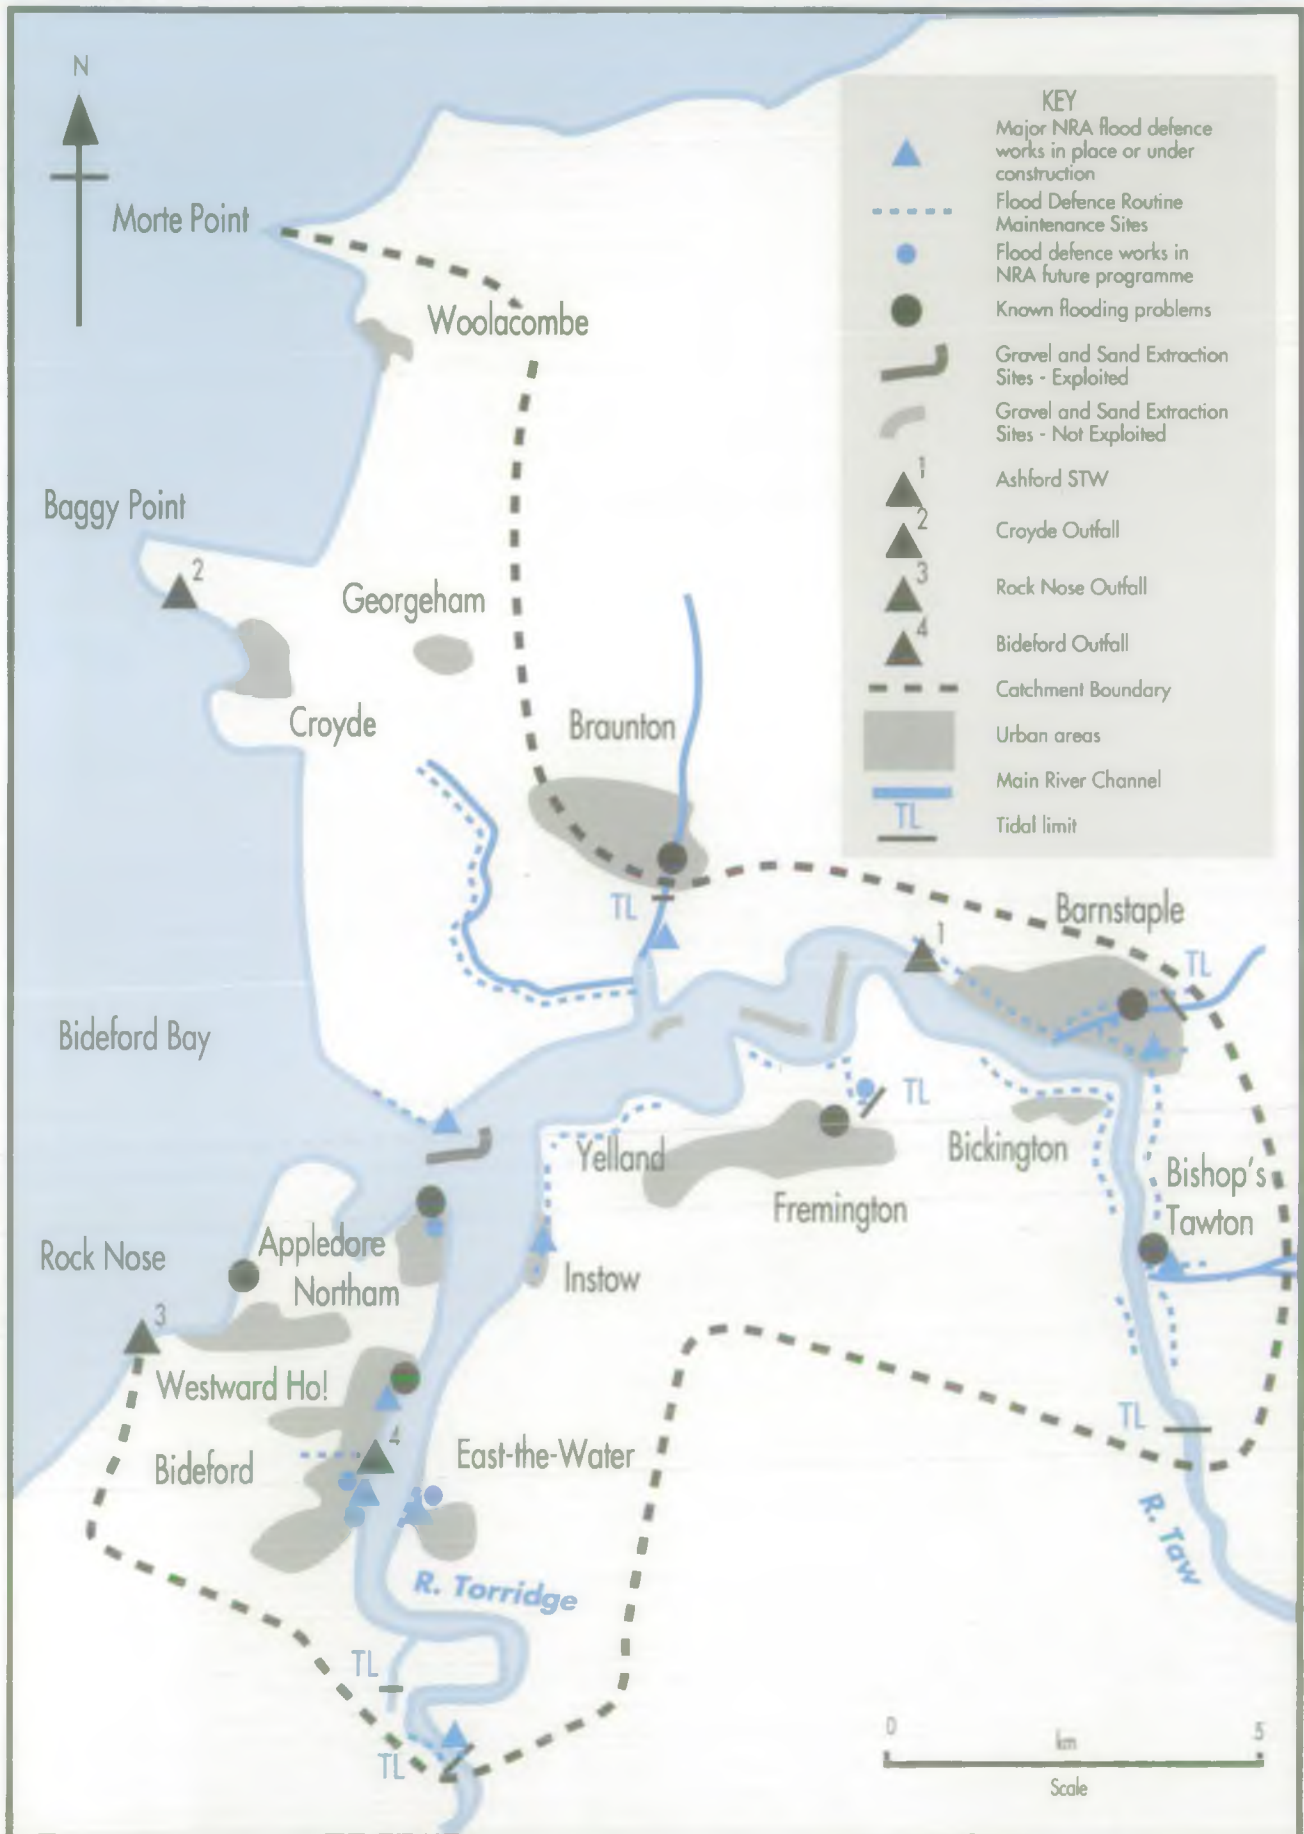 N
KEY
Major NRA flood defence
works in place or under
construction
Flood Defence Routine
Maintenance Sites
Flood defence works in
NRA future programme
Known flooding problems
Gravel and Sand Extraction
Sites - Exploited
Gravel and Sand Extraction
Sites - Not Exploited
1
Ashford STW
2
Croyde Outfall
3
Rock Nose Outfall
4
Bideford Outfall
Catchment Boundary
Urban areas
Main River Channel
TL
Tidal limit
Morte Point
Woolacombe
Baggy Point
2
Georgeham
Croyde
Braunton
TL
1
Barnstaple
TL
Bideford Bay
TL
Yelland
Bickington
Fremington
Bishop's
Tawton
Rock Nose
Appledore
Northam
Instow
3
Westward Ho!
TL
4
East-the-Water
Bideford
R. Taw
R. Torridge
TL
TL
0
km
5
Scale